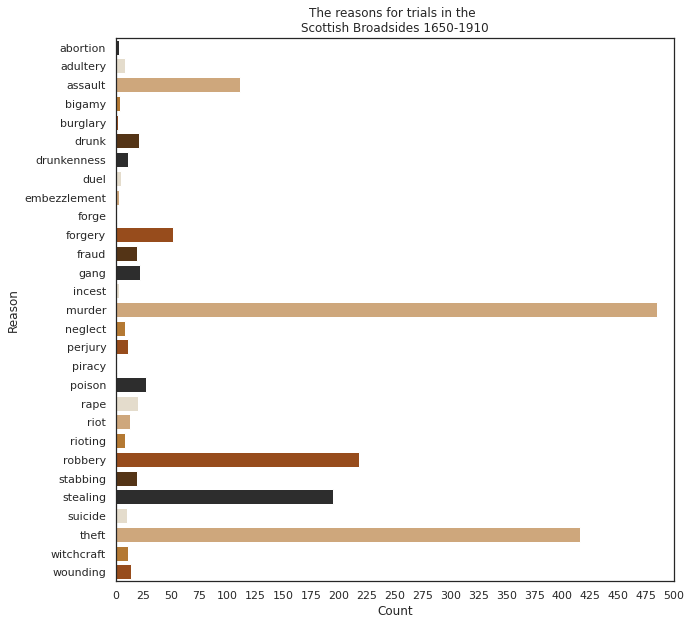 The reasons for trials in the
Scottish Broadsides 1650-1910
abortion
adultery
assault
bigamy
burglary
drunk
drunkenness
duel
embezzlement
forge
forgery
fraud
gang
incest
murder
neglect
perjury
piracy
poison
rape
riot
rioting
robbery
stabbing
stealing
suicide
theft
witchcraft
wounding
Reason
0 25 50 75 100 125 150 175 200 225 250 275 300 325 350 375 400 425 450 475 500
Count